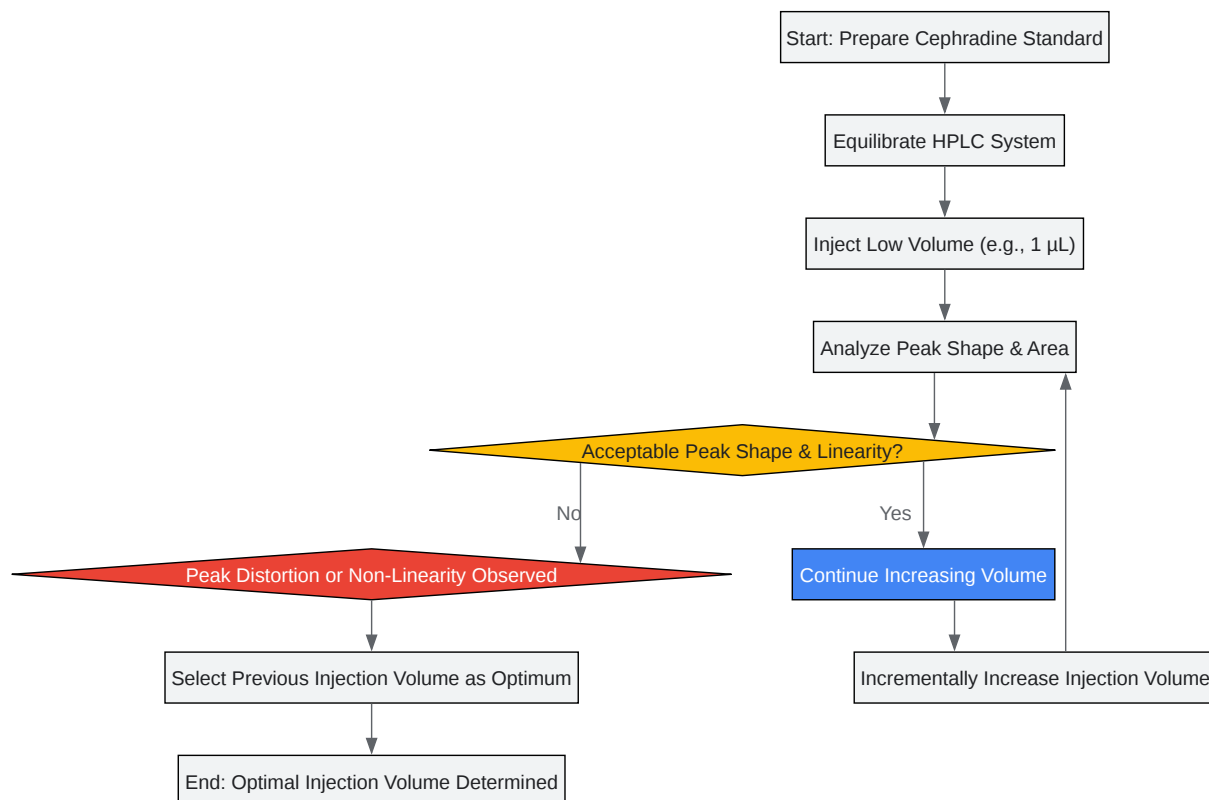 Start: Prepare Cephradine Standard
Equilibrate HPLC System
Inject Low Volume (e.g., 1 µL)
Analyze Peak Shape & Area
Acceptable Peak Shape & Linearity?
No
Yes
Peak Distortion or Non-Linearity Observed
Continue Increasing Volume
Select Previous Injection Volume as Optimum
Incrementally Increase Injection Volume
End: Optimal Injection Volume Determined